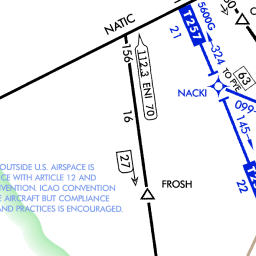 NATIC
5600G
T257
21
324
63
TO PYE
156
112.3 ENI 70
NACKI
099
145
16
27
22
FROSH
OUTSIDE U.S. AIRSPACE IS
CE WITH ARTICLE 12 AND
VENTION. ICAO CONVENTION
E AIRCRAFT BUT COMPLIANCE
AND PRACTICES IS ENCOURAGED.